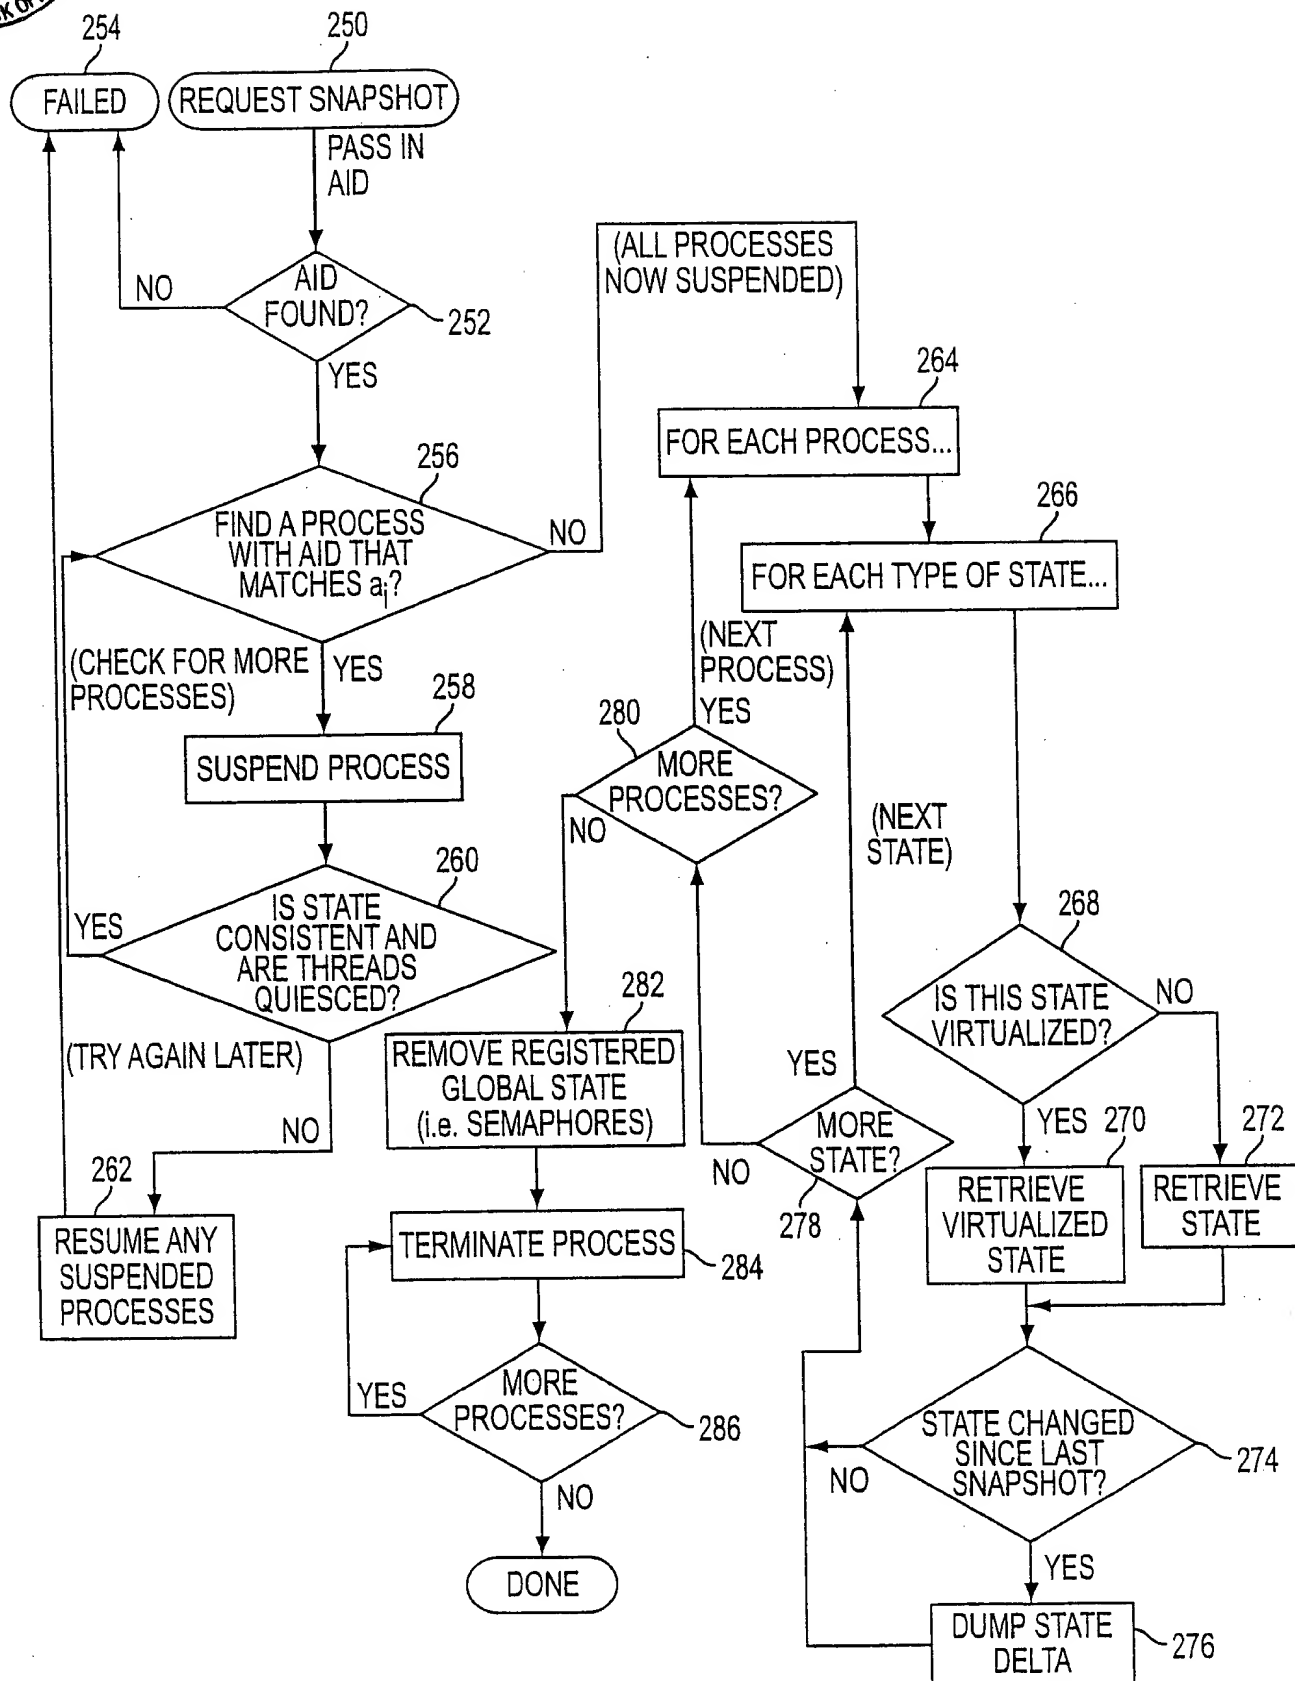 254
250
FAILED
REQUEST SNAPSHOT
PASS IN
AID
AID
FOUND?
NO
252
YES
(ALL PROCESSES
NOW SUSPENDED)
264
FOR EACH PROCESS...
256
FIND A PROCESS
WITH AID THAT
MATCHES aj?
NO
266
FOR EACH TYPE OF STATE...
(CHECK FOR MORE
PROCESSES)
YES
258
SUSPEND PROCESS
(NEXT
PROCESS)
YES
280
MORE
PROCESSES?
NO
(NEXT
STATE)
260
IS STATE
CONSISTENT AND
ARE THREADS
QUIESCED?
YES
268
IS THIS STATE
VIRTUALIZED?
NO
282
REMOVE REGISTERED
GLOBAL STATE
(i.e. SEMAPHORES)
(TRY AGAIN LATER)
NO
YES
MORE
STATE?
NO
278
YES
270
RETRIEVE
VIRTUALIZED
STATE
272
RETRIEVE
STATE
262
RESUME ANY
SUSPENDED
PROCESSES
TERMINATE PROCESS
284
MORE
PROCESSES?
YES
286
NO
DONE
STATE CHANGED
SINCE LAST
SNAPSHOT?
NO
274
YES
DUMP STATE
DELTA
276